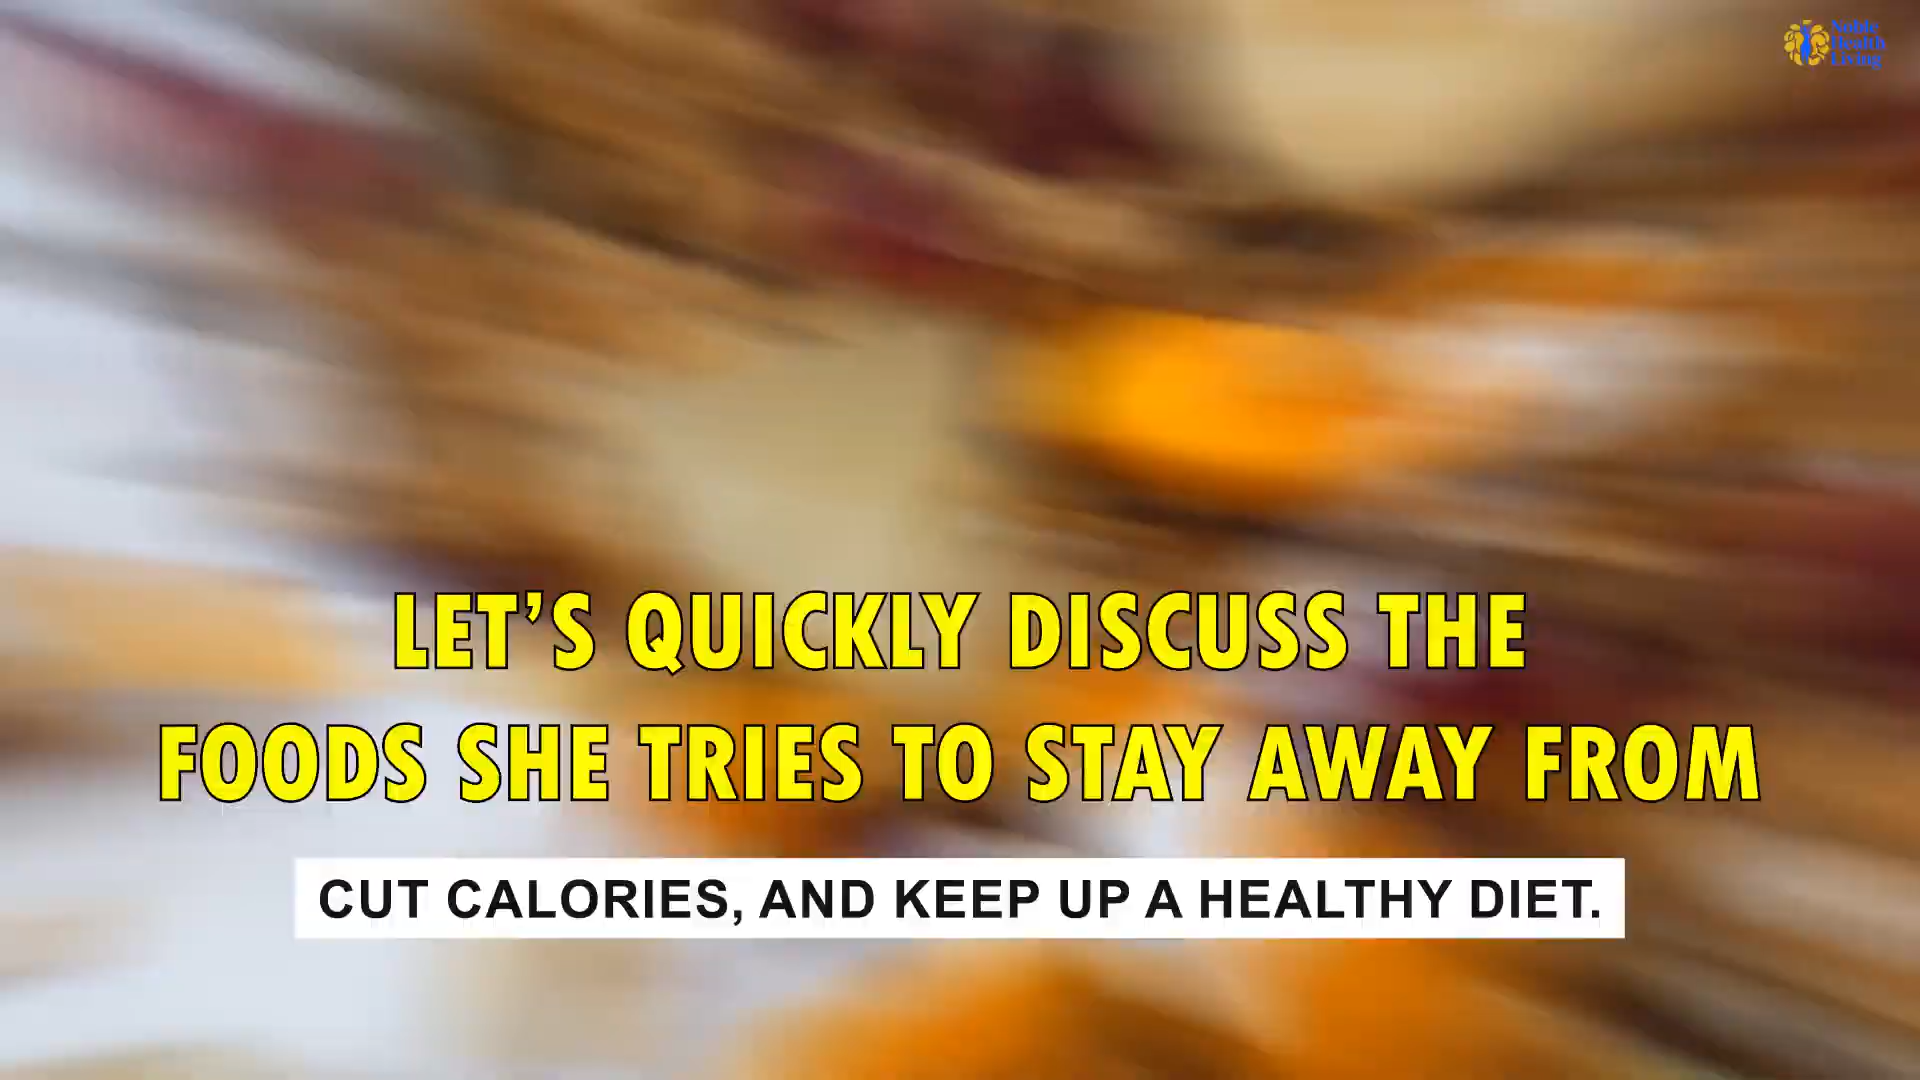 Noble
Health
Living
LET’S QUICKLY DISCUSS THE
FOODS SHE TRIES TO STAY AWAY FROM
CUT CALORIES, AND KEEP UP A HEALTHY DIET.